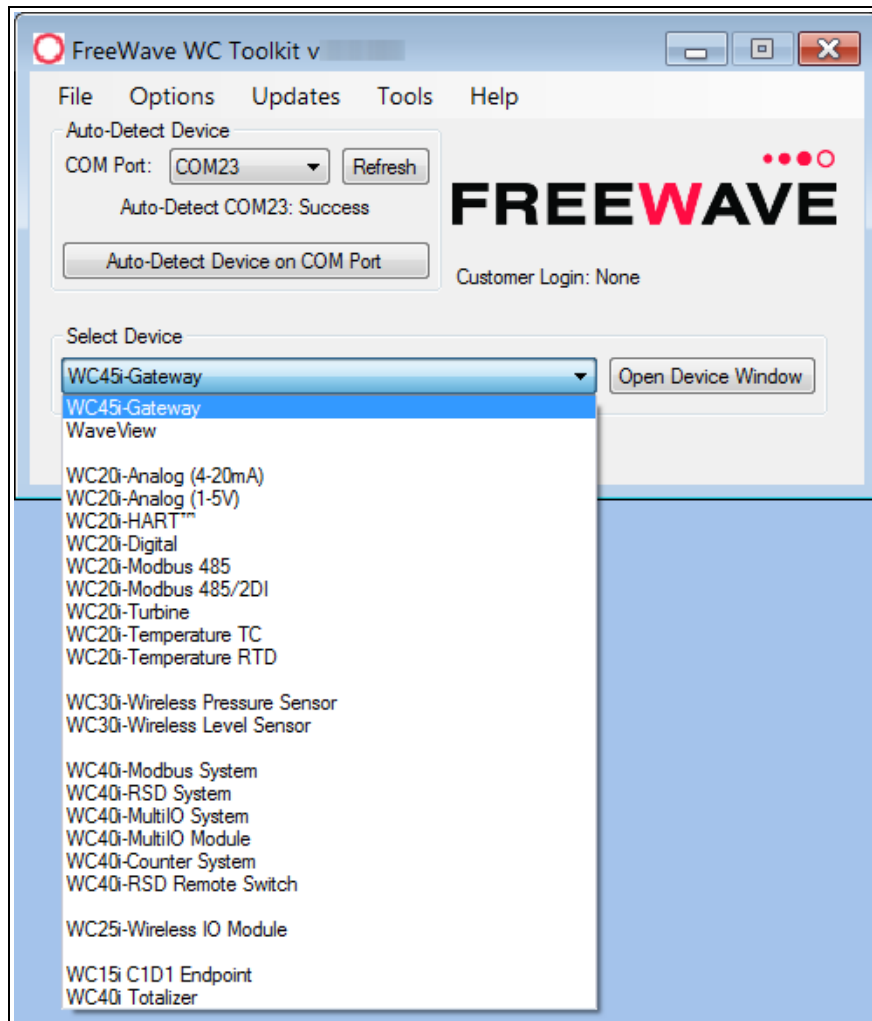 FreeWave WC Toolkit v
File Options Updates Tools Help
Auto-Detect Device
COM Port: COM23 Refresh
Auto-Detect COM23: Success
Auto-Detect Device on COM Port
FREEWAVE
Customer Login: None
Select Device
WC45i-Gateway Open Device Window
WC45i-Gateway
WaveView
WC20i-Analog (4-20mA)
WC20i-Analog (1-5V)
WC20i-HART™
WC20i-Digital
WC20i-Modbus 485
WC20i-Modbus 485/2DI
WC20i-Turbine
WC20i-Temperature TC
WC20i-Temperature RTD
WC30i-Wireless Pressure Sensor
WC30i-Wireless Level Sensor
WC40i-Modbus System
WC40i-RSD System
WC40i-MultiIO System
WC40i-MultiIO Module
WC40i-Counter System
WC40i-RSD Remote Switch
WC25i-Wireless IO Module
WC15i C1D1 Endpoint
WC40i Totalizer